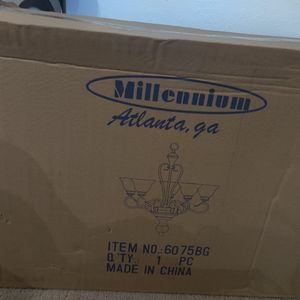 Millennium
Atlanta, ga
ITEM NO.:6075BG
Q'TY.: 1 PC
MADE IN CHINA